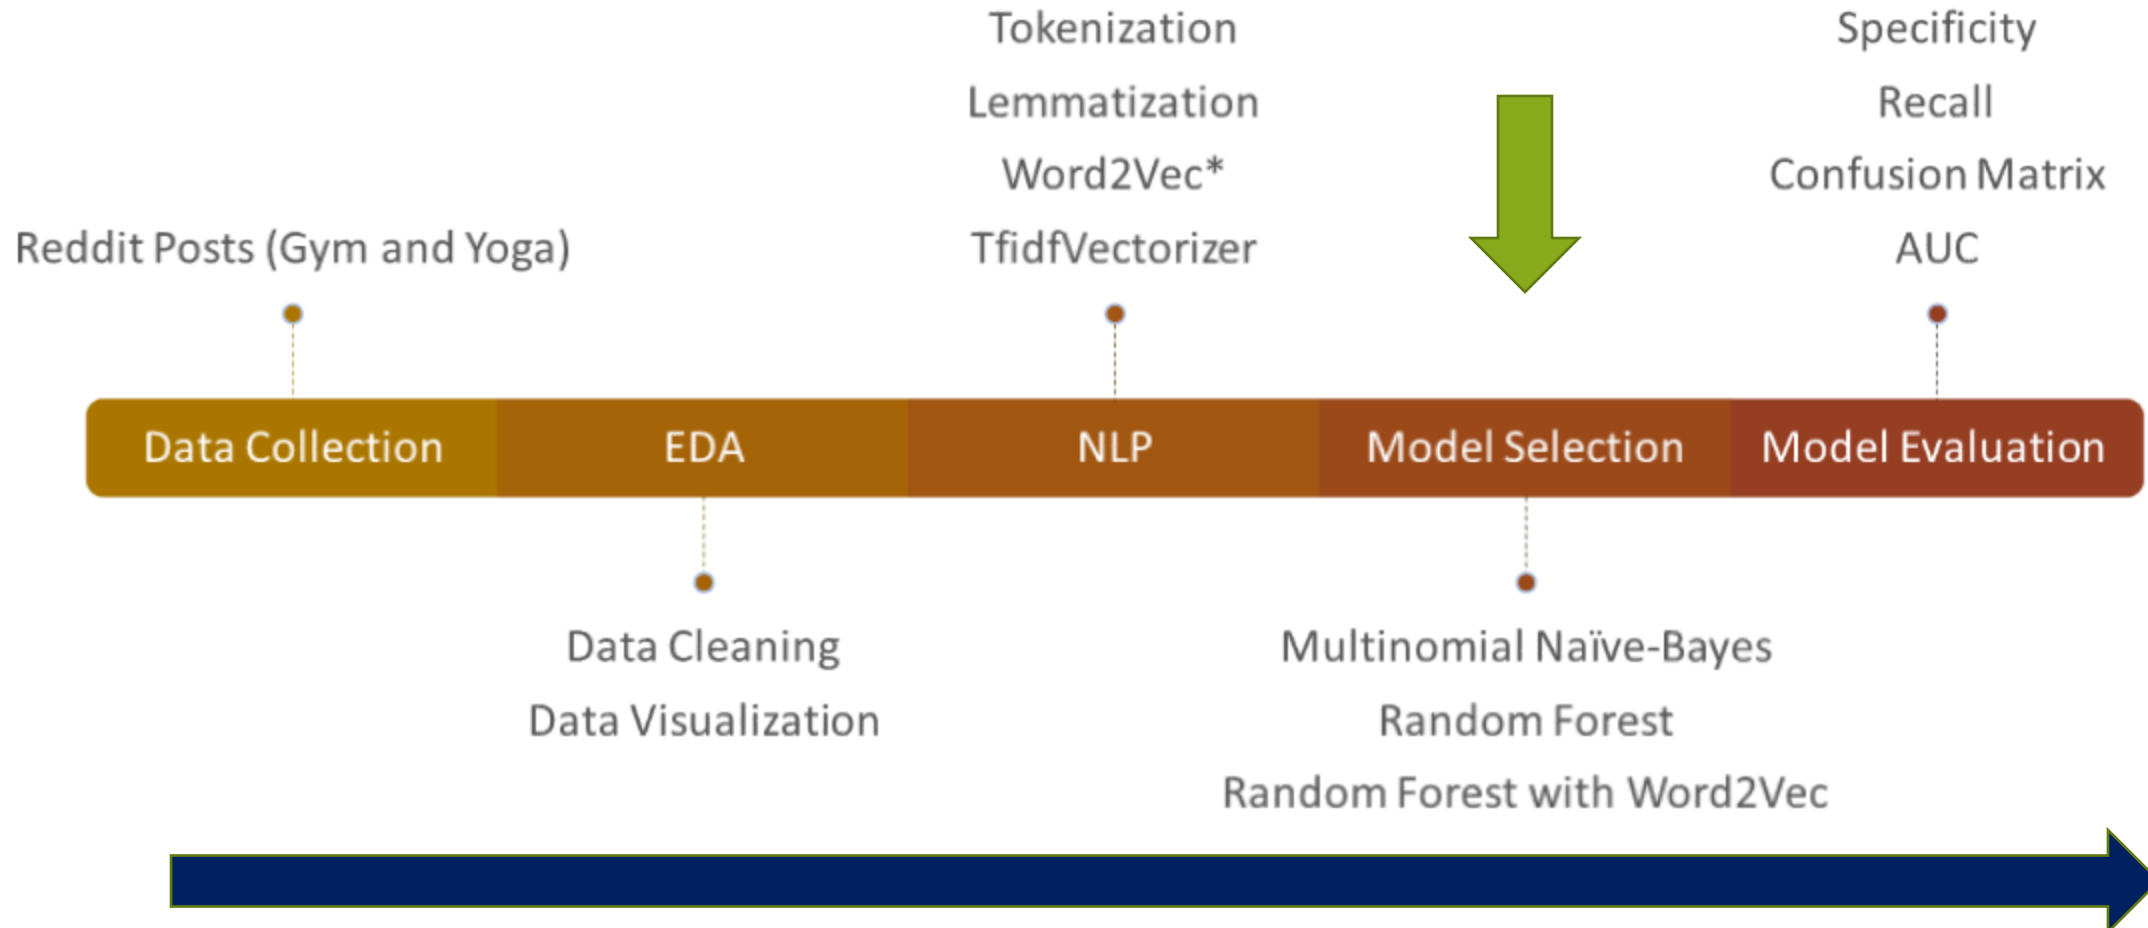 Reddit Posts (Gym and Yoga)
Tokenization
Lemmatization
Word2Vec*
TfidfVectorizer
Specificity
Recall
Confusion Matrix
AUC
Data Collection
EDA
NLP
Model Selection
Model Evaluation
Data Cleaning
Data Visualization
Multinomial Naïve-Bayes
Random Forest
Random Forest with Word2Vec